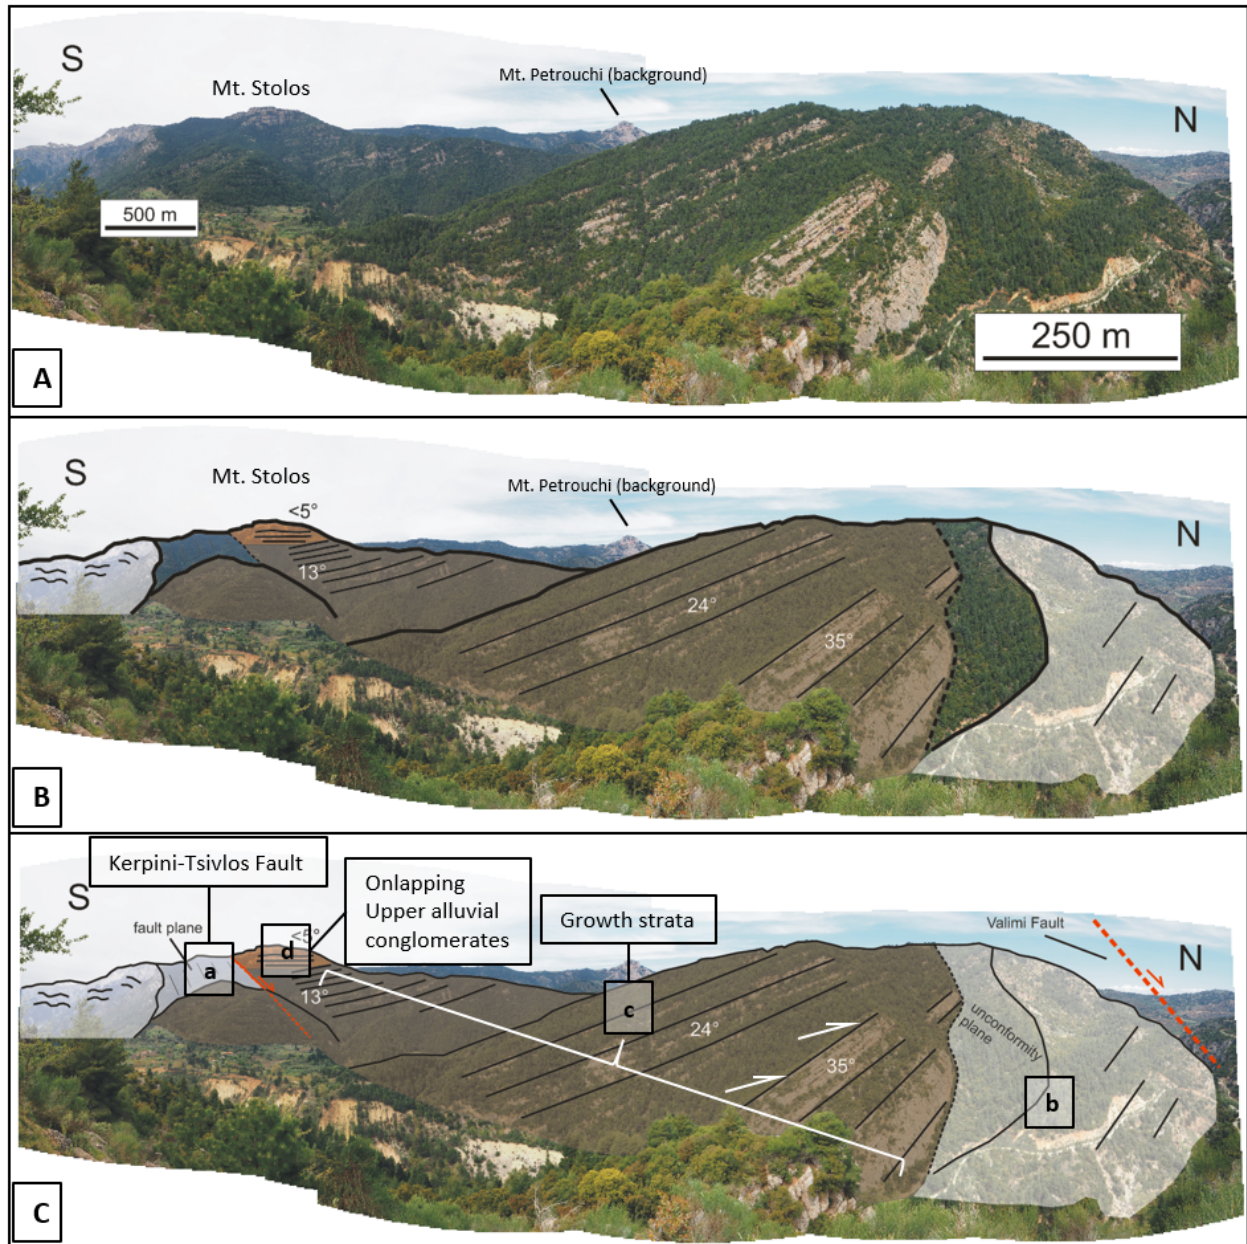 S
Mt. Stolos
Mt. Petrouchi (background)
N
500 m
250 m
A
S
Mt. Stolos
Mt. Petrouchi (background)
<5°
N
13°
24°
35°
B
Kerpini-Tsivlos Fault
S
fault plane
Onlapping
Upper alluvial
conglomerates
Growth strata
Valimi Fault
N
<5°
a
d
13°
c
24°
35°
unconformity
plane
b
C